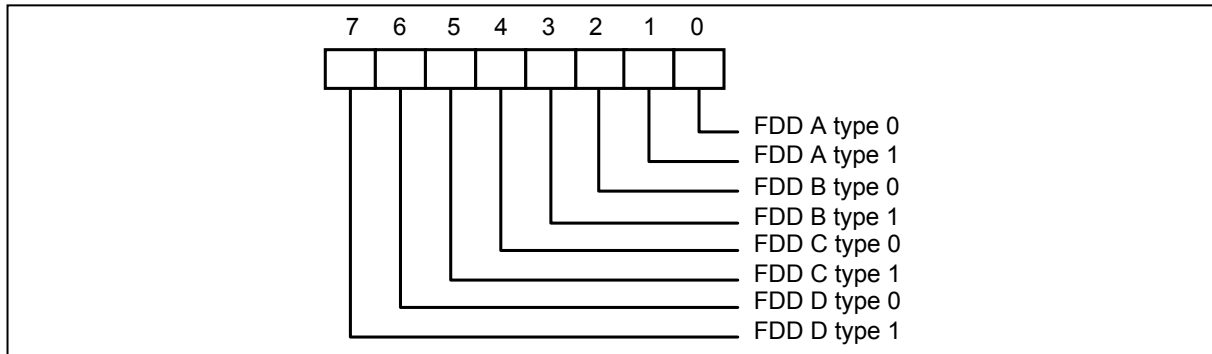 7 6 5 4 3 2 1 0
FDD A type 0
FDD A type 1
FDD B type 0
FDD B type 1
FDD C type 0
FDD C type 1
FDD D type 0
FDD D type 1